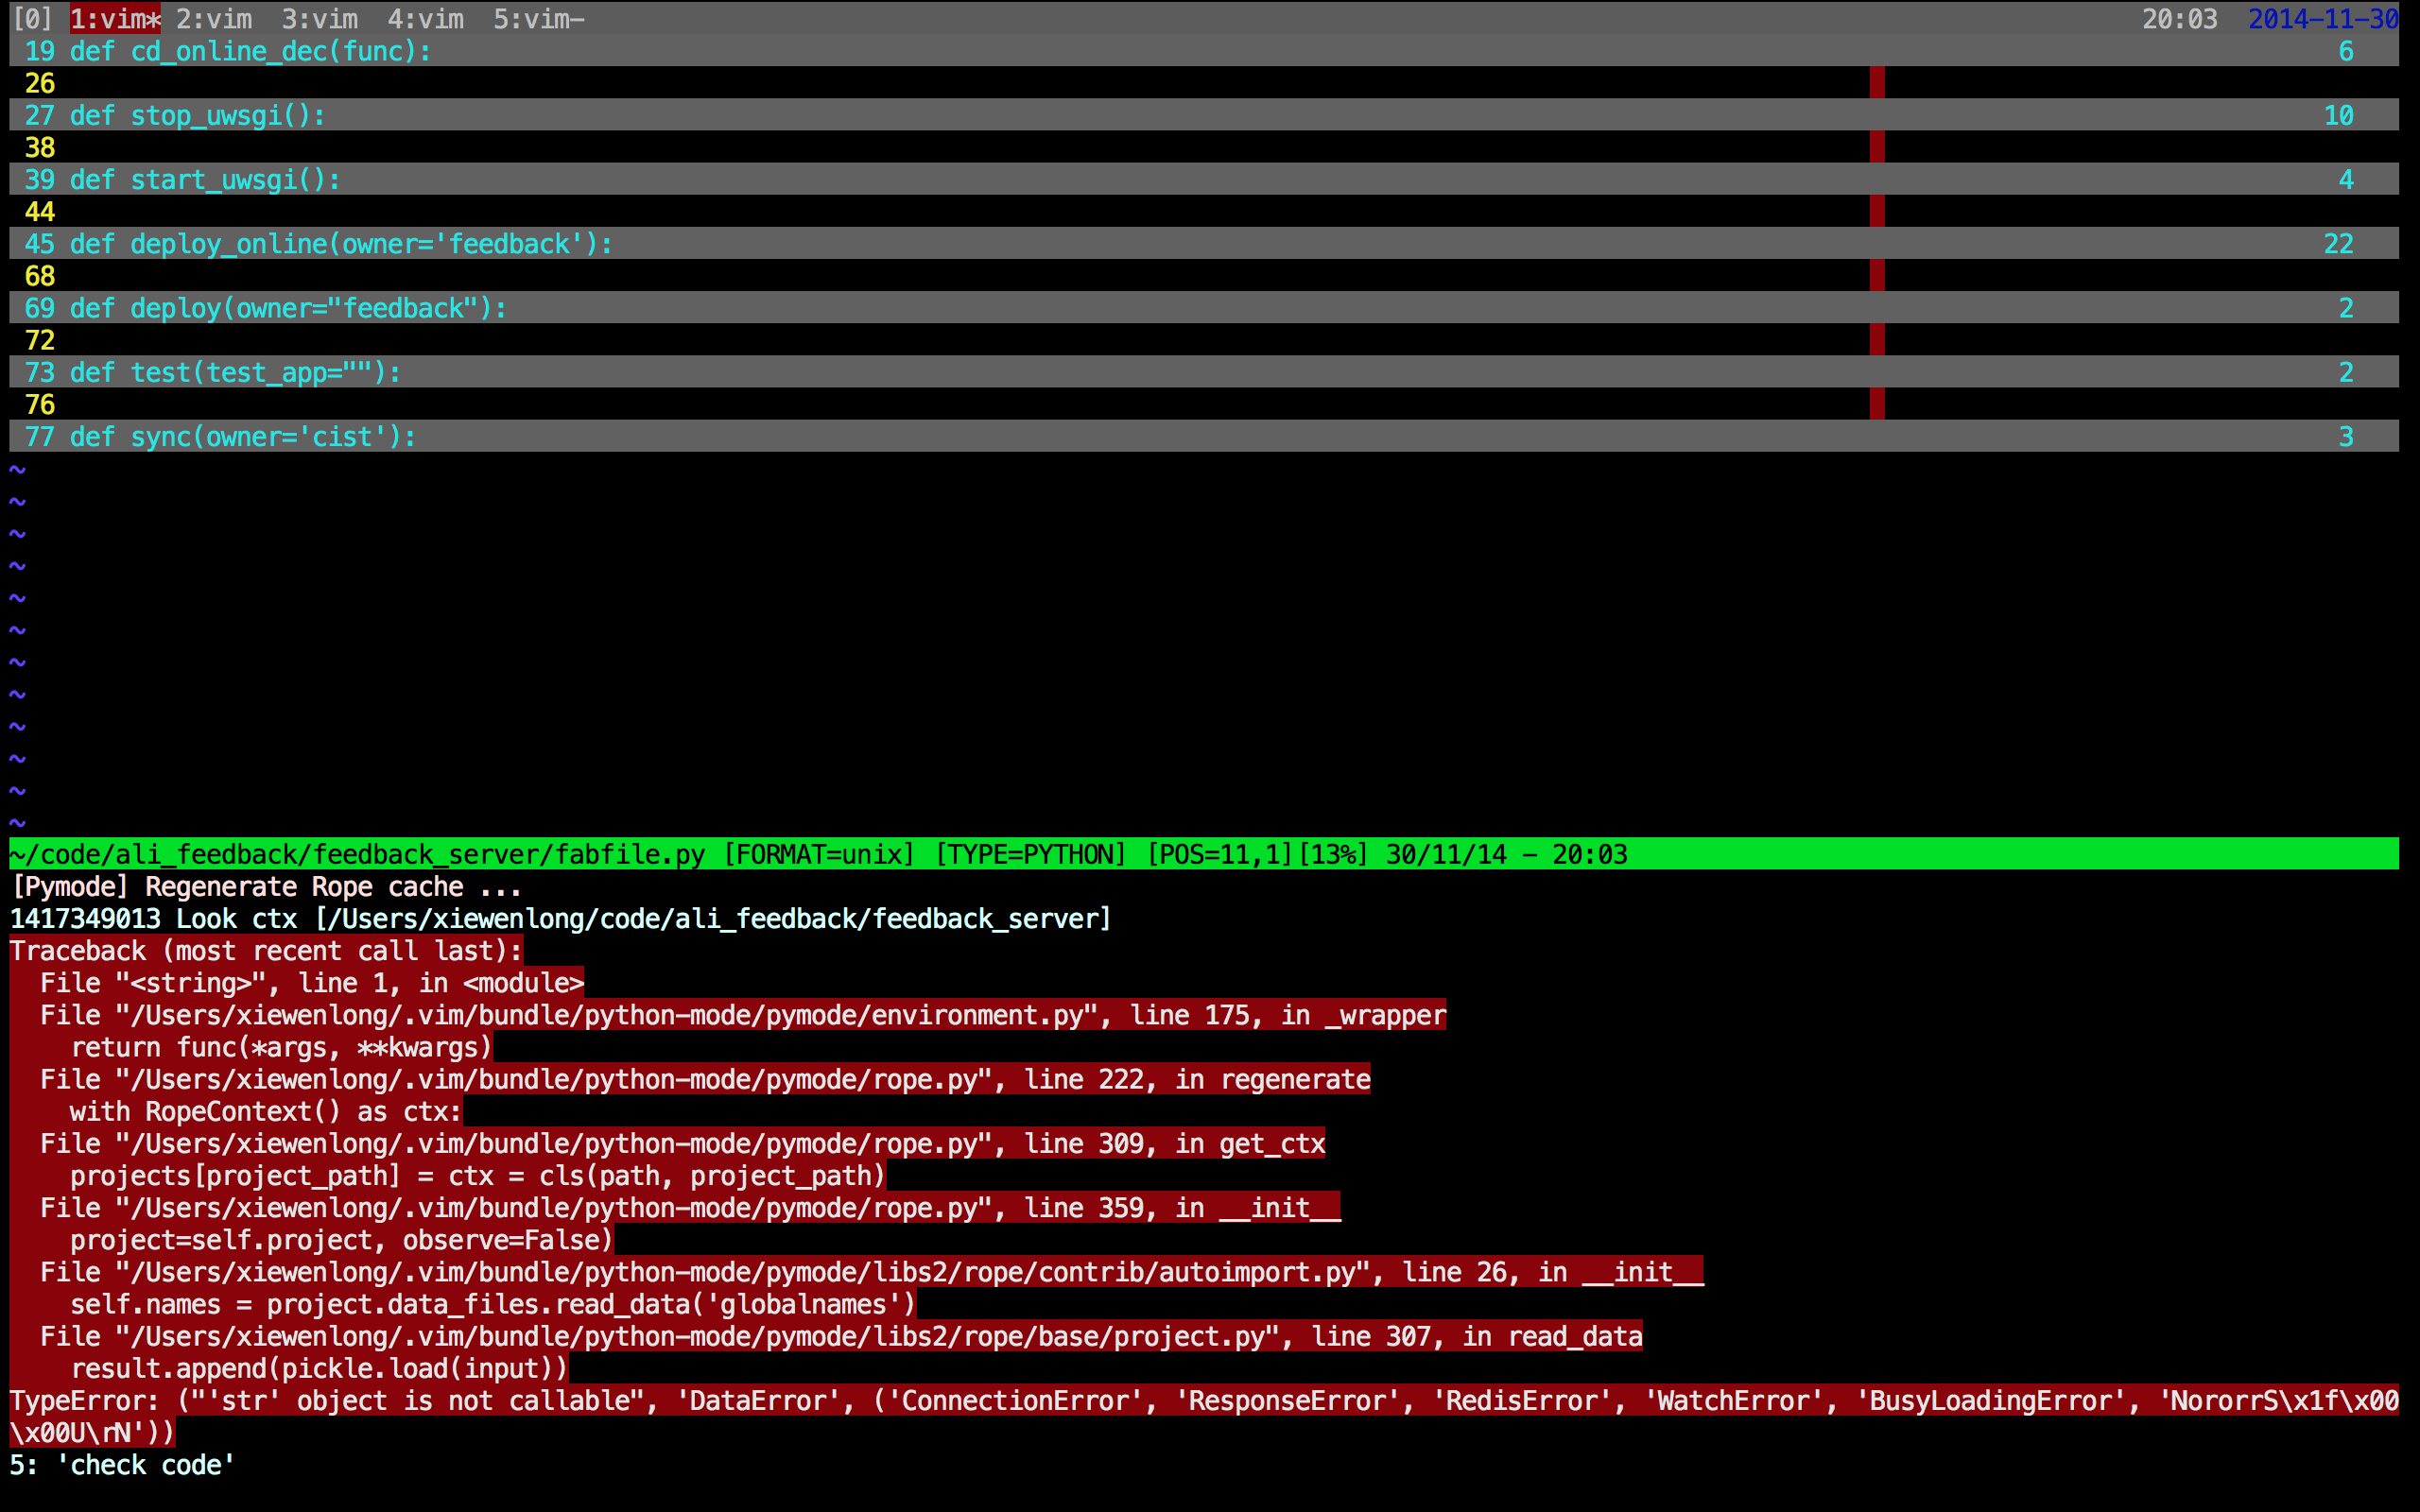 [0] 1:vim* 2:vim 3:vim 4:vim 5:vim- 20:03 2014-11-30
19 def cd_online_dec(func): 6
26
27 def stop_uwsgi(): 10
38
39 def start_uwsgi(): 4
44
45 def deploy_online(owner='feedback'): 22
68
69 def deploy(owner="feedback"): 2
72
73 def test(test_app=""): 2
76
77 def sync(owner='cist'): 3
~
~
~
~
~
~
~
~
~
~
~
~
~/code/ali_feedback/feedback_server/fabfile.py [FORMAT=unix] [TYPE=PYTHON] [POS=11,1][13%] 30/11/14 - 20:03
[Pymode] Regenerate Rope cache ...
1417349013 Look ctx [/Users/xiewenlong/code/ali_feedback/feedback_server]
Traceback (most recent call last):
  File "<string>", line 1, in <module>
  File "/Users/xiewenlong/.vim/bundle/python-mode/pymode/environment.py", line 175, in _wrapper
    return func(*args, **kwargs)
  File "/Users/xiewenlong/.vim/bundle/python-mode/pymode/rope.py", line 222, in regenerate
    with RopeContext() as ctx:
  File "/Users/xiewenlong/.vim/bundle/python-mode/pymode/rope.py", line 309, in get_ctx
    projects[project_path] = ctx = cls(path, project_path)
  File "/Users/xiewenlong/.vim/bundle/python-mode/pymode/rope.py", line 359, in __init__
    project=self.project, observe=False)
  File "/Users/xiewenlong/.vim/bundle/python-mode/pymode/libs2/rope/contrib/autoimport.py", line 26, in __init__
    self.names = project.data_files.read_data('globalnames')
  File "/Users/xiewenlong/.vim/bundle/python-mode/pymode/libs2/rope/base/project.py", line 307, in read_data
    result.append(pickle.load(input))
TypeError: ("'str' object is not callable", 'DataError', ('ConnectionError', 'ResponseError', 'RedisError', 'WatchError', 'BusyLoadingError', 'NororrS\x1f\x00
\x00U\rN'))
5: 'check code'